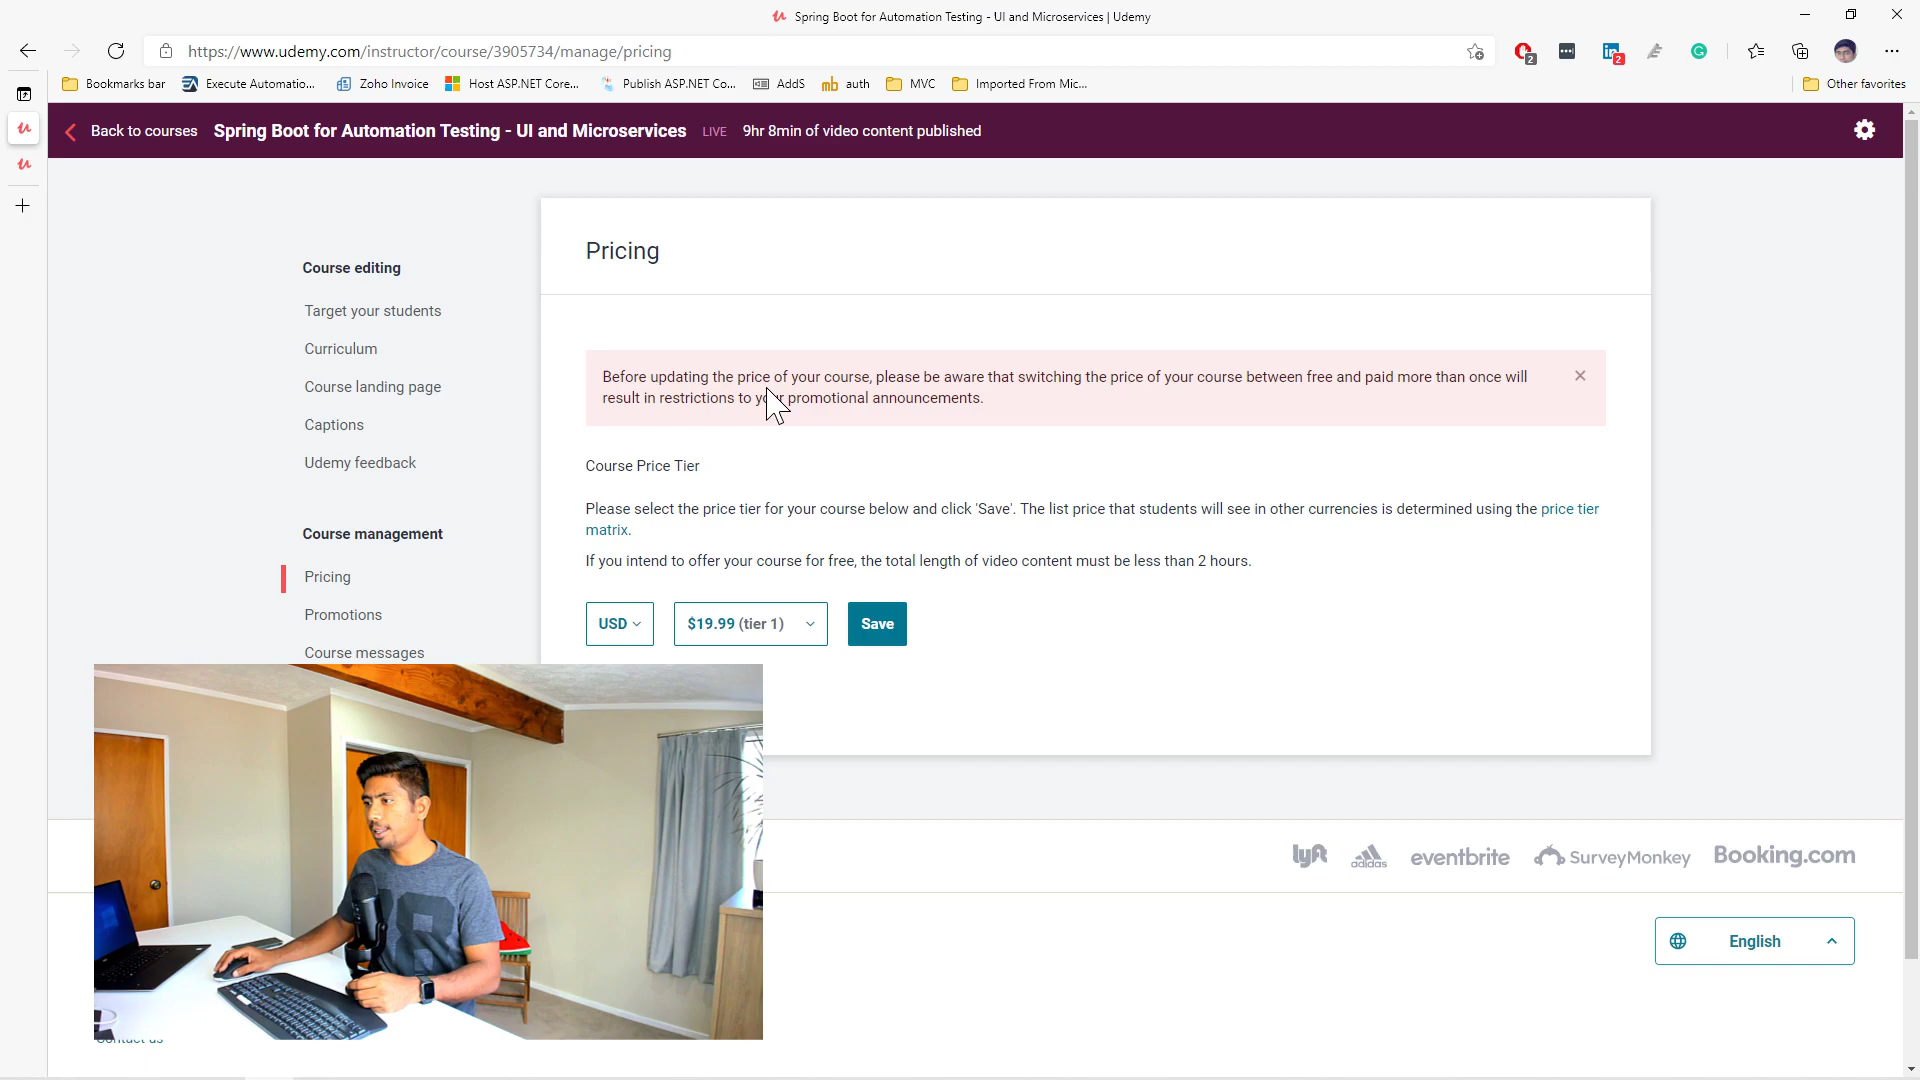 Spring Boot for Automation Testing - UI and Microservices | Udemy
https://www.udemy.com/instructor/course/3905734/manage/pricing
2
2
Bookmarks bar
Execute Automatio...
Zoho Invoice
Host ASP.NET Core...
Publish ASP.NET Co...
AddS
auth
MVC
Imported From Mic...
Other favorites
Back to courses
Spring Boot for Automation Testing - UI and Microservices
LIVE
9hr 8min of video content published
Pricing
Course editing
Target your students
Curriculum
Course landing page
Captions
Udemy feedback
Course management
Pricing
Promotions
Course messages
Before updating the price of your course, please be aware that switching the price of your course between free and paid more than once will
result in restrictions to your promotional announcements.
Course Price Tier
Please select the price tier for your course below and click 'Save'. The list price that students will see in other currencies is determined using the price tier
matrix.
If you intend to offer your course for free, the total length of video content must be less than 2 hours.
USD
$19.99 (tier 1)
Save
lyft
adidas
eventbrite
SurveyMonkey
Booking.com
English
Contact us